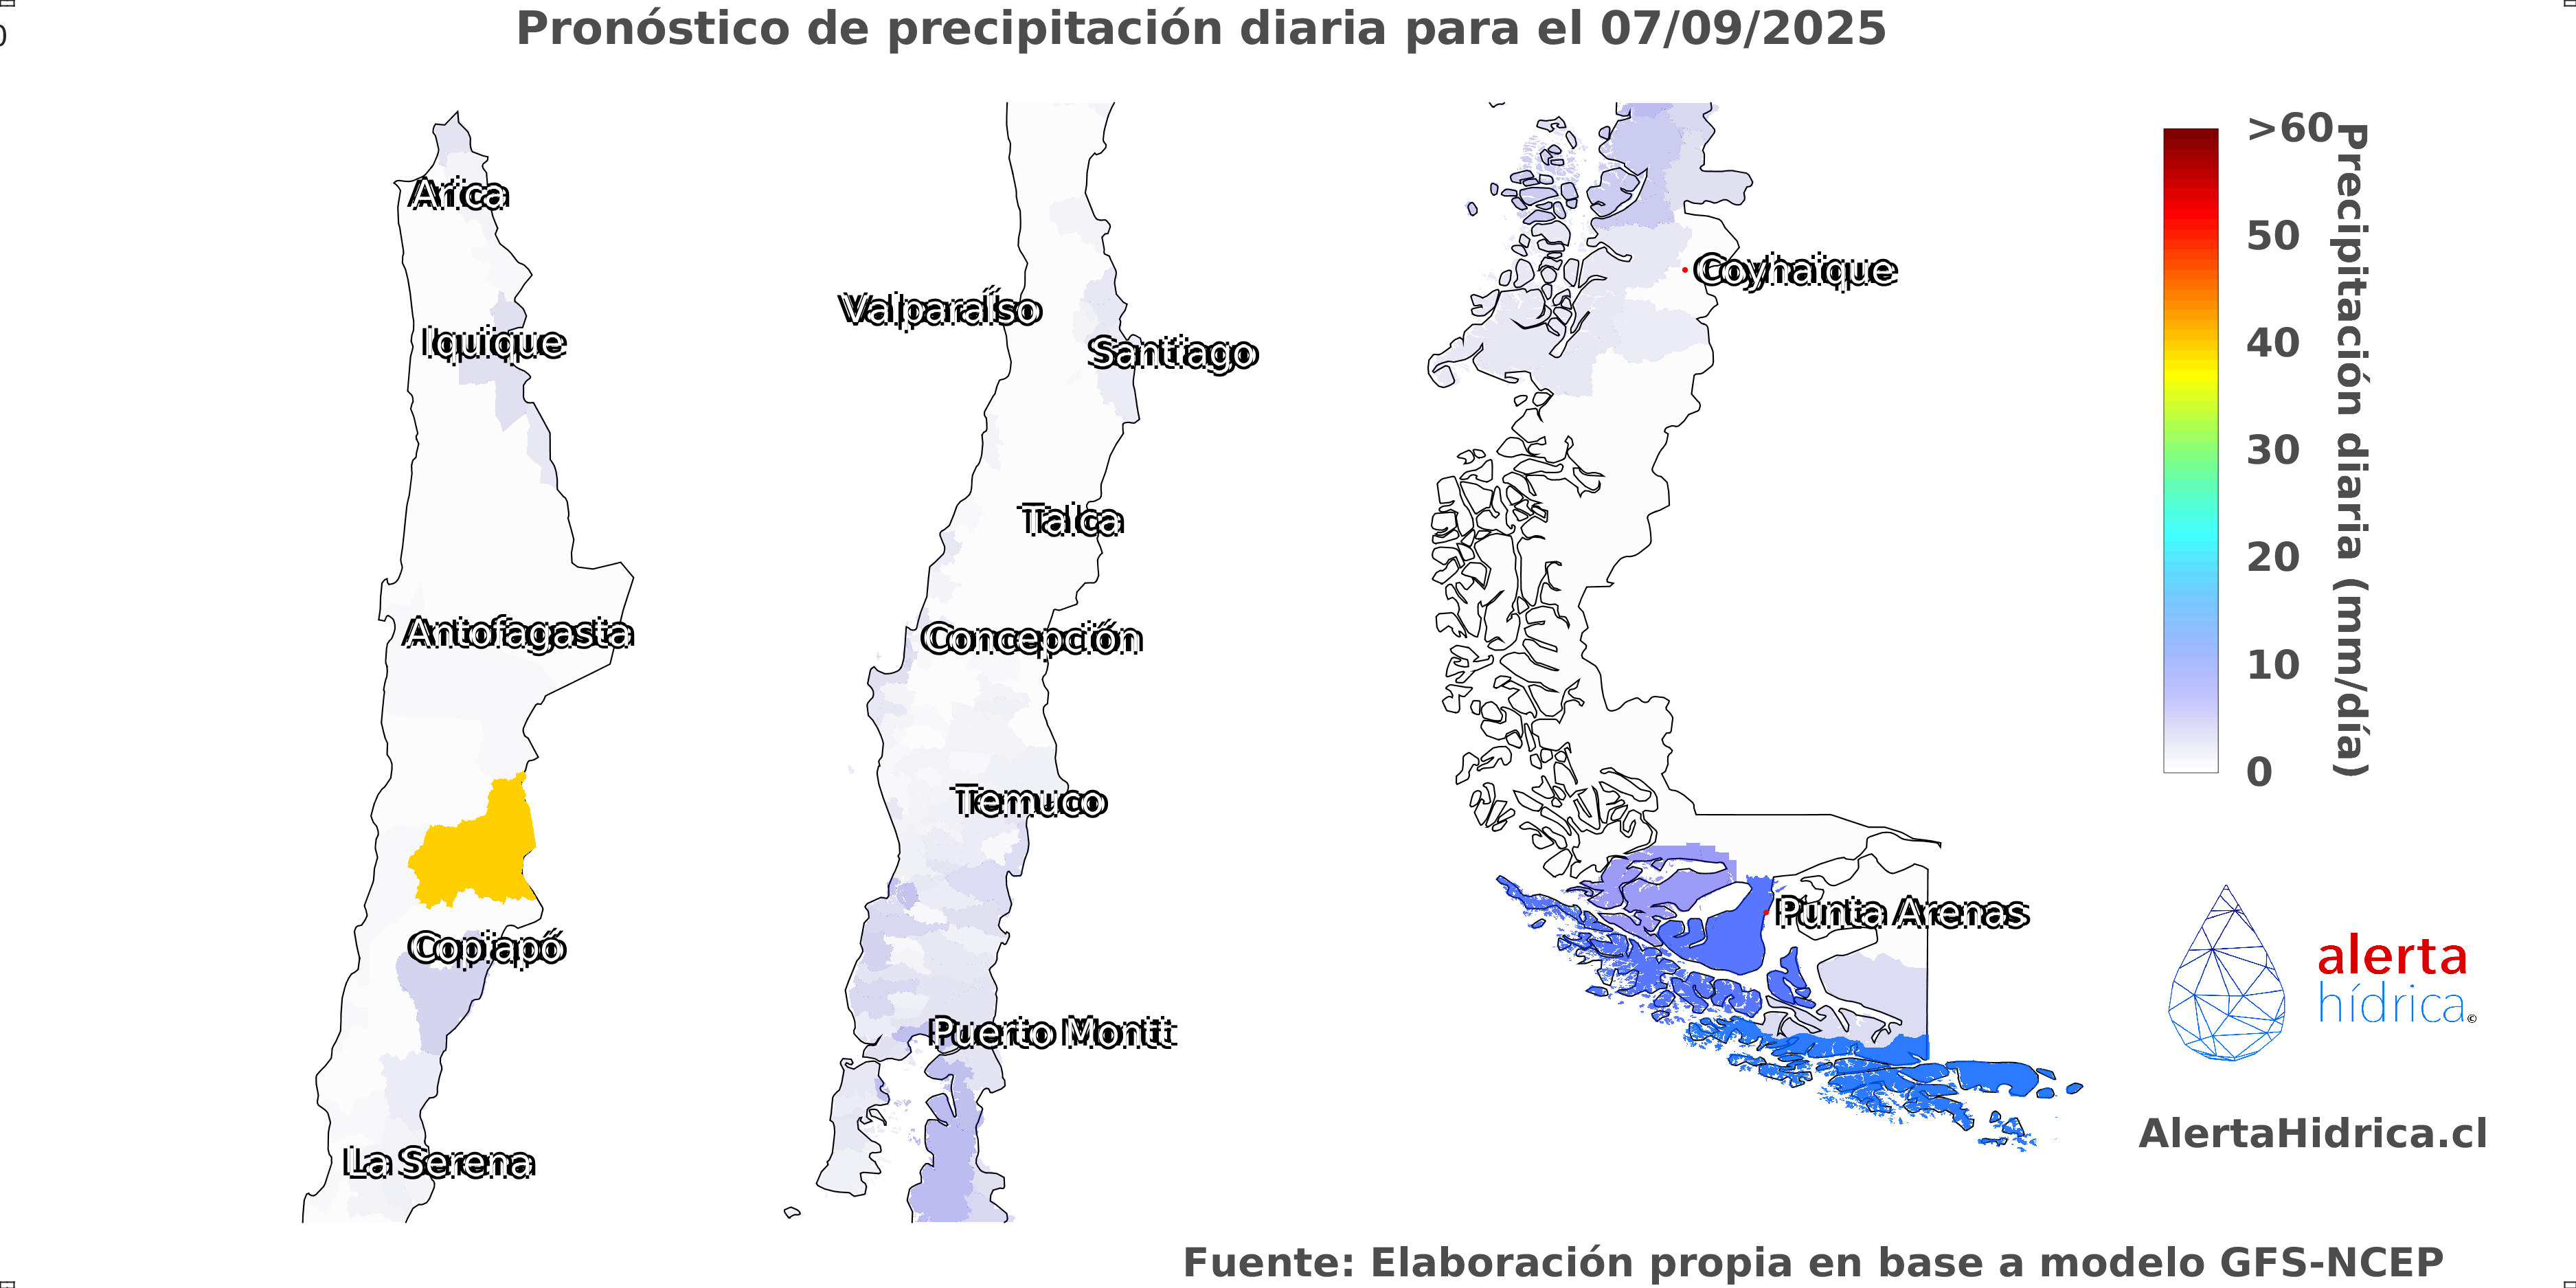 Pronóstico de precipitación diaria para el 07/09/2025
0
Arica
Iquique
Antofagasta
Copiapó
La Serena
Valparaíso
Santiago
Talca
Concepción
Temuco
Puerto Montt
Coyhaique
Punta Arenas
>60
50
40
30
20
10
0
Precipitación diaria (mm/día)
alerta
hídrica©
AlertaHidrica.cl
Fuente: Elaboración propia en base a modelo GFS-NCEP